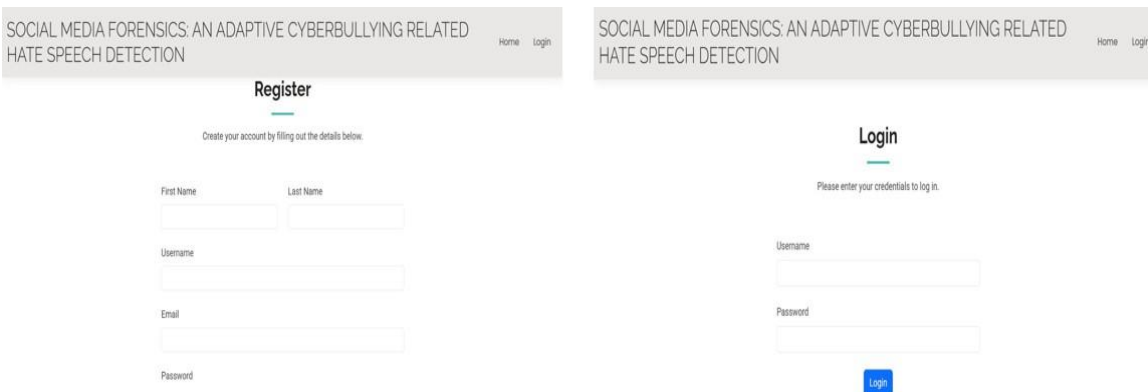 SOCIAL MEDIA FORENSICS: AN ADAPTIVE CYBERBULLYING RELATED
HATE SPEECH DETECTION
Home Login
Register
Create your account by filling out the details below.
First Name Last Name
Username
Email
Password
SOCIAL MEDIA FORENSICS: AN ADAPTIVE CYBERBULLYING RELATED
HATE SPEECH DETECTION
Home Login
Login
Please enter your credentials to log in.
Username
Password
Login